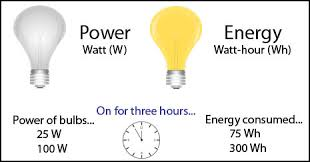 Power
Watt (W)
Energy
Watt-hour (Wh)
On for three hours...
Power of bulbs...
25 W
100 W
Energy consumed...
75 Wh
300 Wh